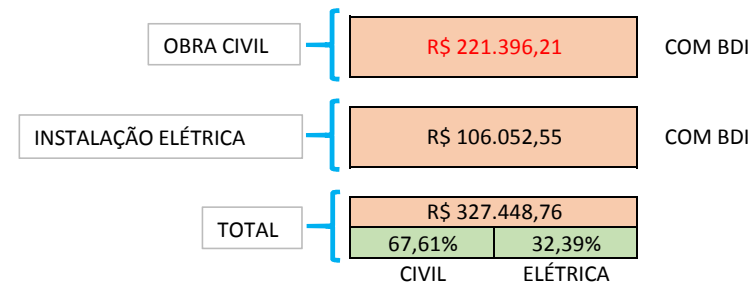 OBRA CIVIL R$ 221.396,21 COM BDI
INSTALAÇÃO ELÉTRICA R$ 106.052,55 COM BDI
TOTAL R$ 327.448,76
67,61% 32,39%
CIVIL ELÉTRICA